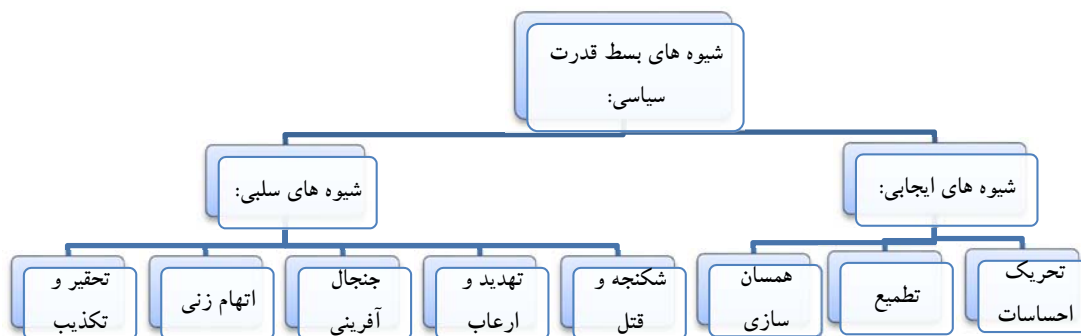 شیوه های بسط قدرت
سیاسی:
شیوه های ایجابی:
شیوه های سلبی:
تحریک
احساسات
تطمیع
همسان
سازی
شکنجه و
قتل
تهدید و
ارعاب
جنجال
آفرینی
اتهام زنی
تحقیر و
تکذیب